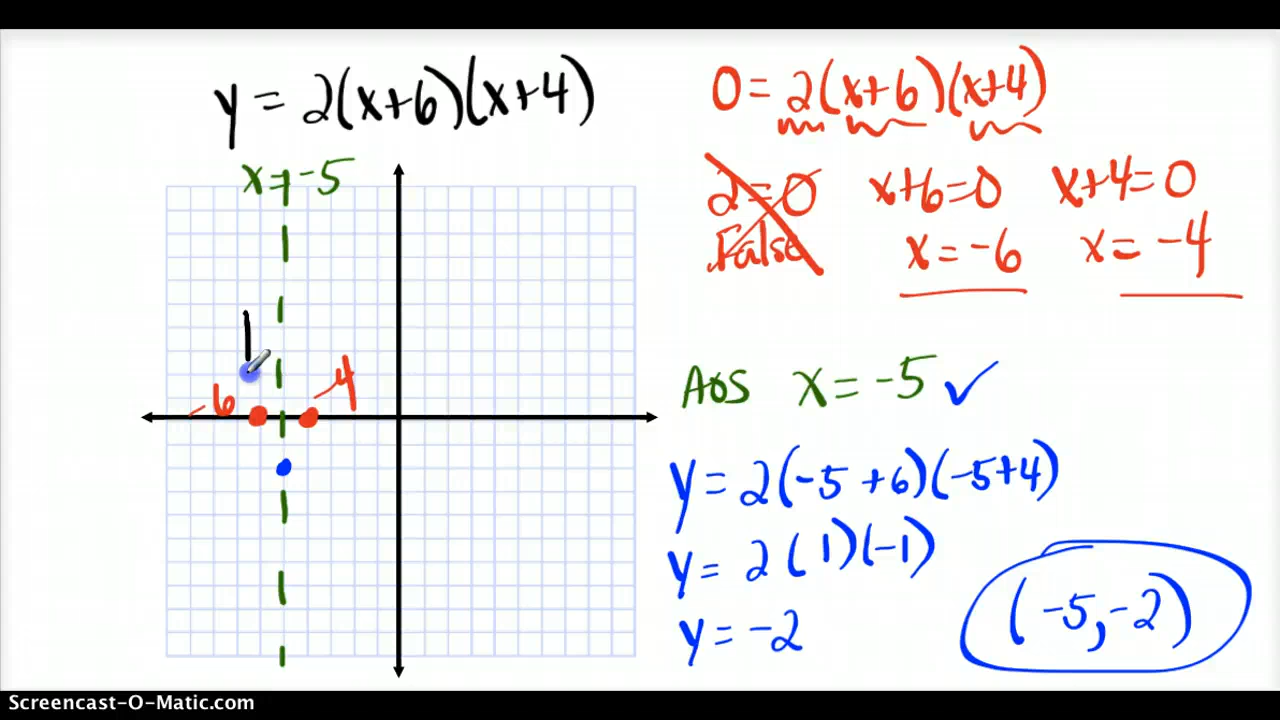 y = 2(x+6)(x+4)
x = -5
-6
-4
0 = 2(x+6)(x+4)
2 = 0 x+6=0 x+4=0
False x = -6 x = -4
AOS x = -5 ✓
y = 2(-5+6)(-5+4)
y = 2(1)(-1)
y = -2
(-5,-2)
Screencast-O-Matic.com